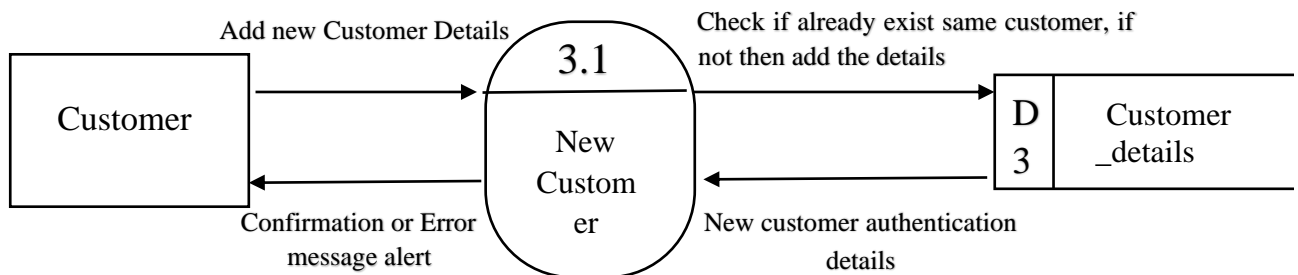 Add new Customer Details
Check if already exist same customer, if
not then add the details
Customer
3.1
New
Custom
er
D
3
Customer
_details
Confirmation or Error
message alert
New customer authentication
details